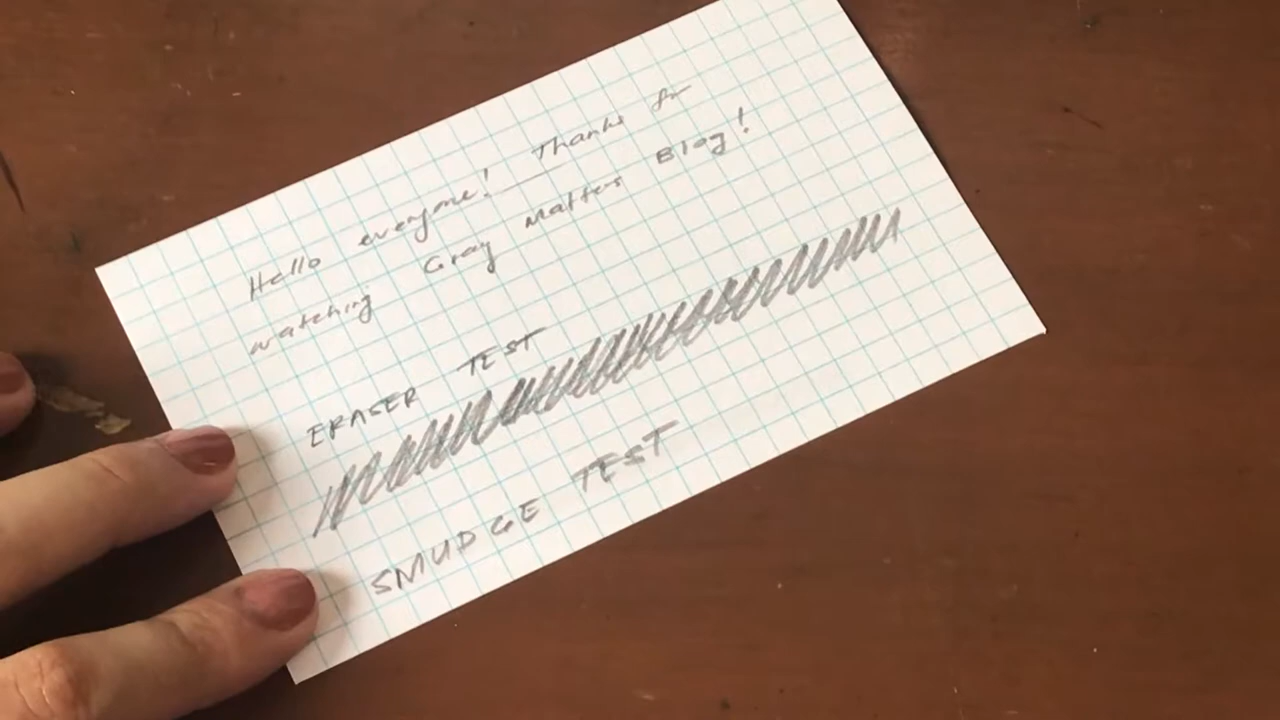 Hello everyone! Thanks for
watching Gray Matters Blog!
ERASER TEST
SMUDGE TEST